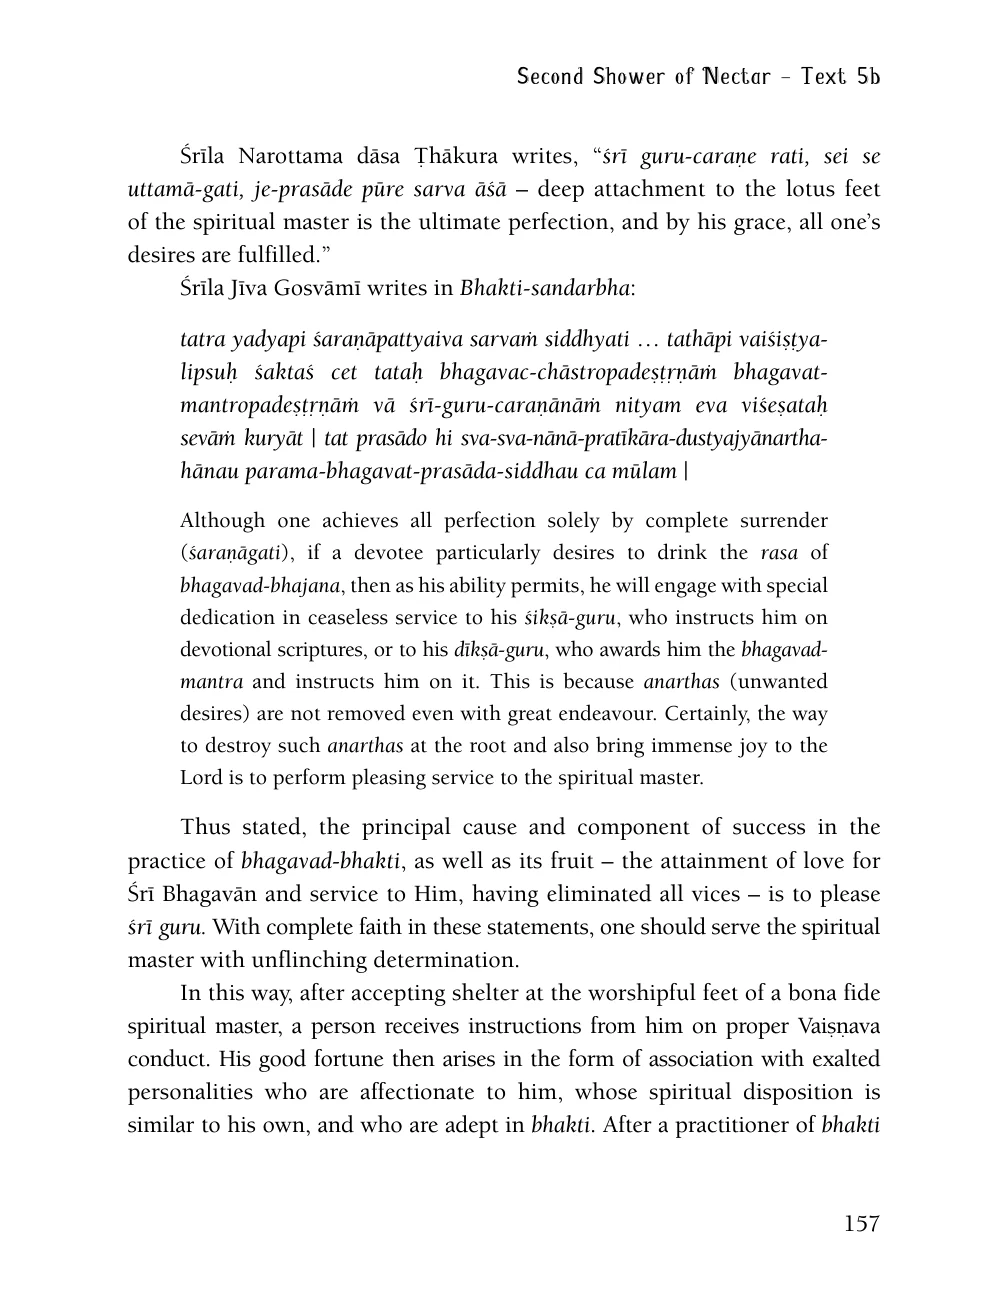 Second Shower of Nectar – Text 5b
Śrīla Narottama dāsa Ṭhākura writes, “śrī guru-caraṇe rati, sei se
uttamā-gati, je-prasāde pūre sarva āśā – deep attachment to the lotus feet
of the spiritual master is the ultimate perfection, and by his grace, all one’s
desires are fulfilled.”
Śrīla Jīva Gosvāmī writes in Bhakti-sandarbha:
tatra yadyapi śaraṇāpattyaiva sarvaṁ siddhyati … tathāpi vaiśiṣṭya-
lipsuḥ śaktaś cet tataḥ bhagavac-chāstropadeṣṭṛṇāṁ bhagavat-
mantropadeṣṭṛṇāṁ vā śrī-guru-caraṇānāṁ nityam eva viśeṣataḥ
sevāṁ kuryāt | tat prasādo hi sva-sva-nānā-pratīkāra-dustyajyānartha-
hānau parama-bhagavat-prasāda-siddhau ca mūlam |
Although one achieves all perfection solely by complete surrender
(śaraṇāgati), if a devotee particularly desires to drink the rasa of
bhagavad-bhajana, then as his ability permits, he will engage with special
dedication in ceaseless service to his śikṣā-guru, who instructs him on
devotional scriptures, or to his dīkṣā-guru, who awards him the bhagavad-
mantra and instructs him on it. This is because anarthas (unwanted
desires) are not removed even with great endeavour. Certainly, the way
to destroy such anarthas at the root and also bring immense joy to the
Lord is to perform pleasing service to the spiritual master.
Thus stated, the principal cause and component of success in the
practice of bhagavad-bhakti, as well as its fruit – the attainment of love for
Śrī Bhagavān and service to Him, having eliminated all vices – is to please
śrī guru. With complete faith in these statements, one should serve the spiritual
master with unflinching determination.
In this way, after accepting shelter at the worshipful feet of a bona fide
spiritual master, a person receives instructions from him on proper Vaiṣṇava
conduct. His good fortune then arises in the form of association with exalted
personalities who are affectionate to him, whose spiritual disposition is
similar to his own, and who are adept in bhakti. After a practitioner of bhakti
157